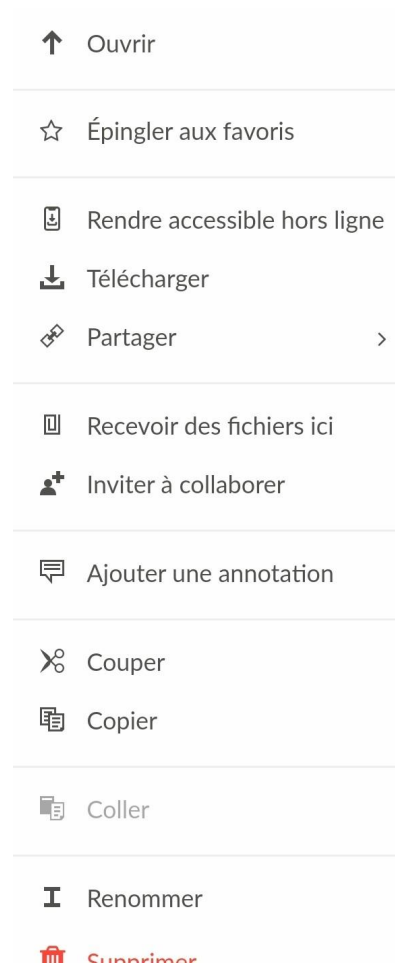 Ouvrir
Épingler aux favoris
Rendre accessible hors ligne
Télécharger
Partager
Recevoir des fichiers ici
Inviter à collaborer
Ajouter une annotation
Couper
Copier
Coller
Renommer
Supprimer